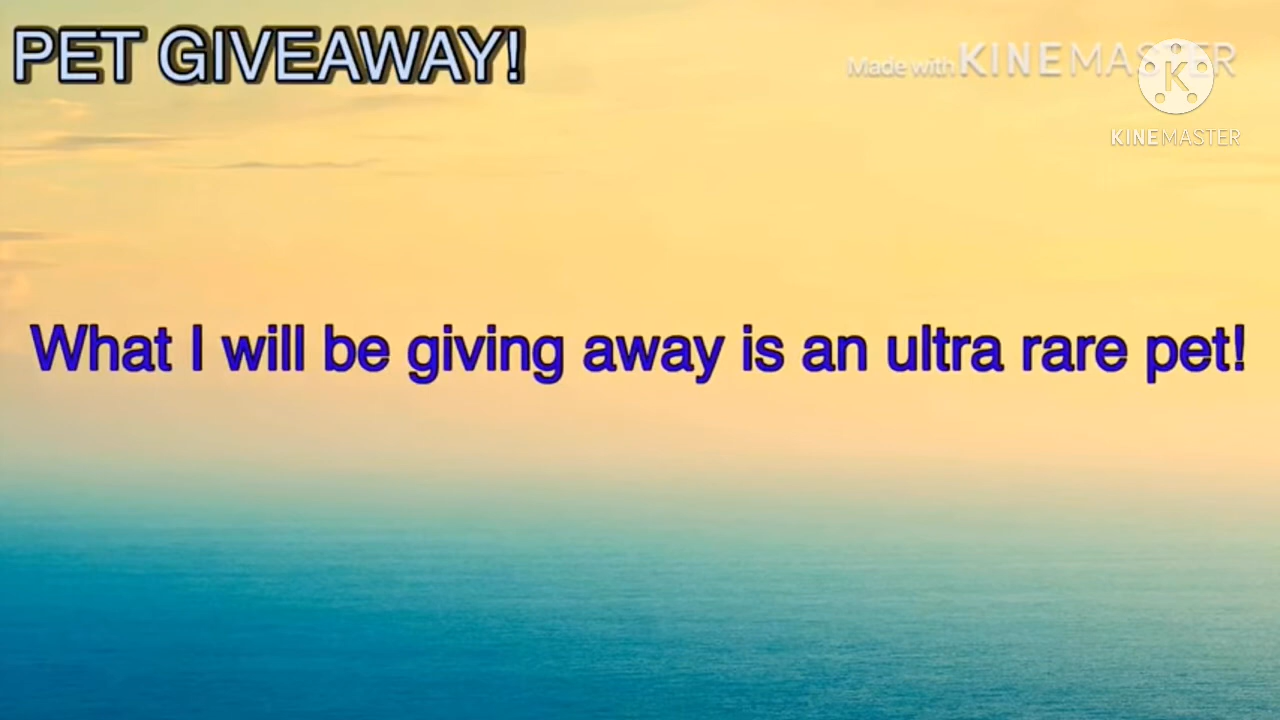 PET GIVEAWAY!
Made with KINEMASTER
K
KINEMASTER
What I will be giving away is an ultra rare pet!